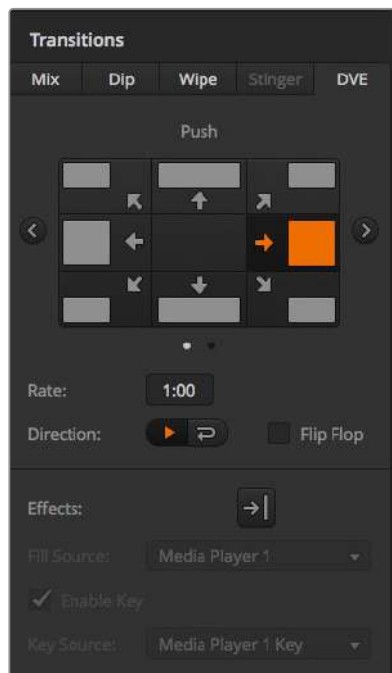 Transitions
Mix Dip Wipe Stinger DVE
Push
Rate: 1:00
Direction: Flip Flop
Effects:
Fill Source: Media Player 1
Enable Key
Key Source: Media Player 1 Key